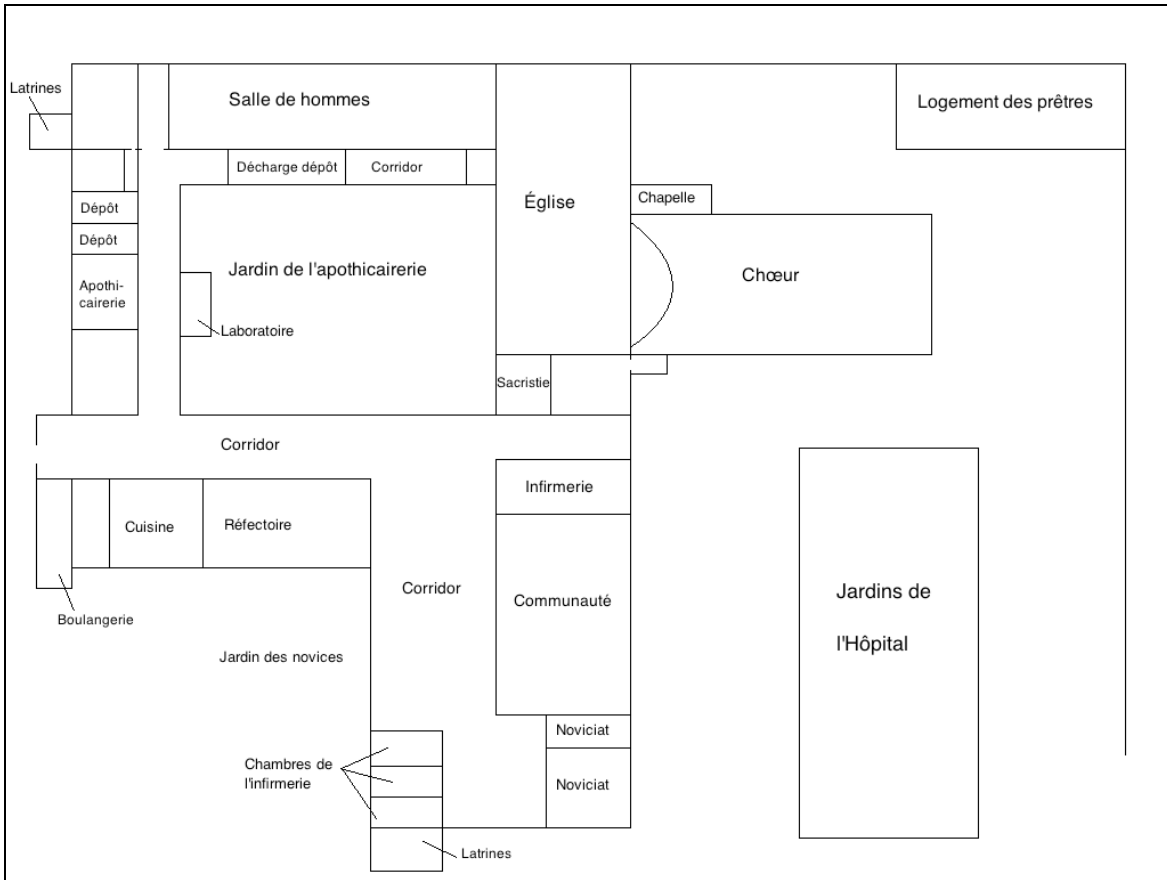 Latrines
Salle de hommes
Logement des prêtres
Décharge dépôt
Corridor
Église
Chapelle
Dépôt
Dépôt
Jardin de l'apothicairerie
Chœur
Apothi-
cairerie
Laboratoire
Sacristie
Corridor
Infirmerie
Cuisine
Réfectoire
Corridor
Communauté
Jardins de
l'Hôpital
Boulangerie
Jardin des novices
Noviciat
Chambres de
l'infirmerie
Noviciat
Latrines